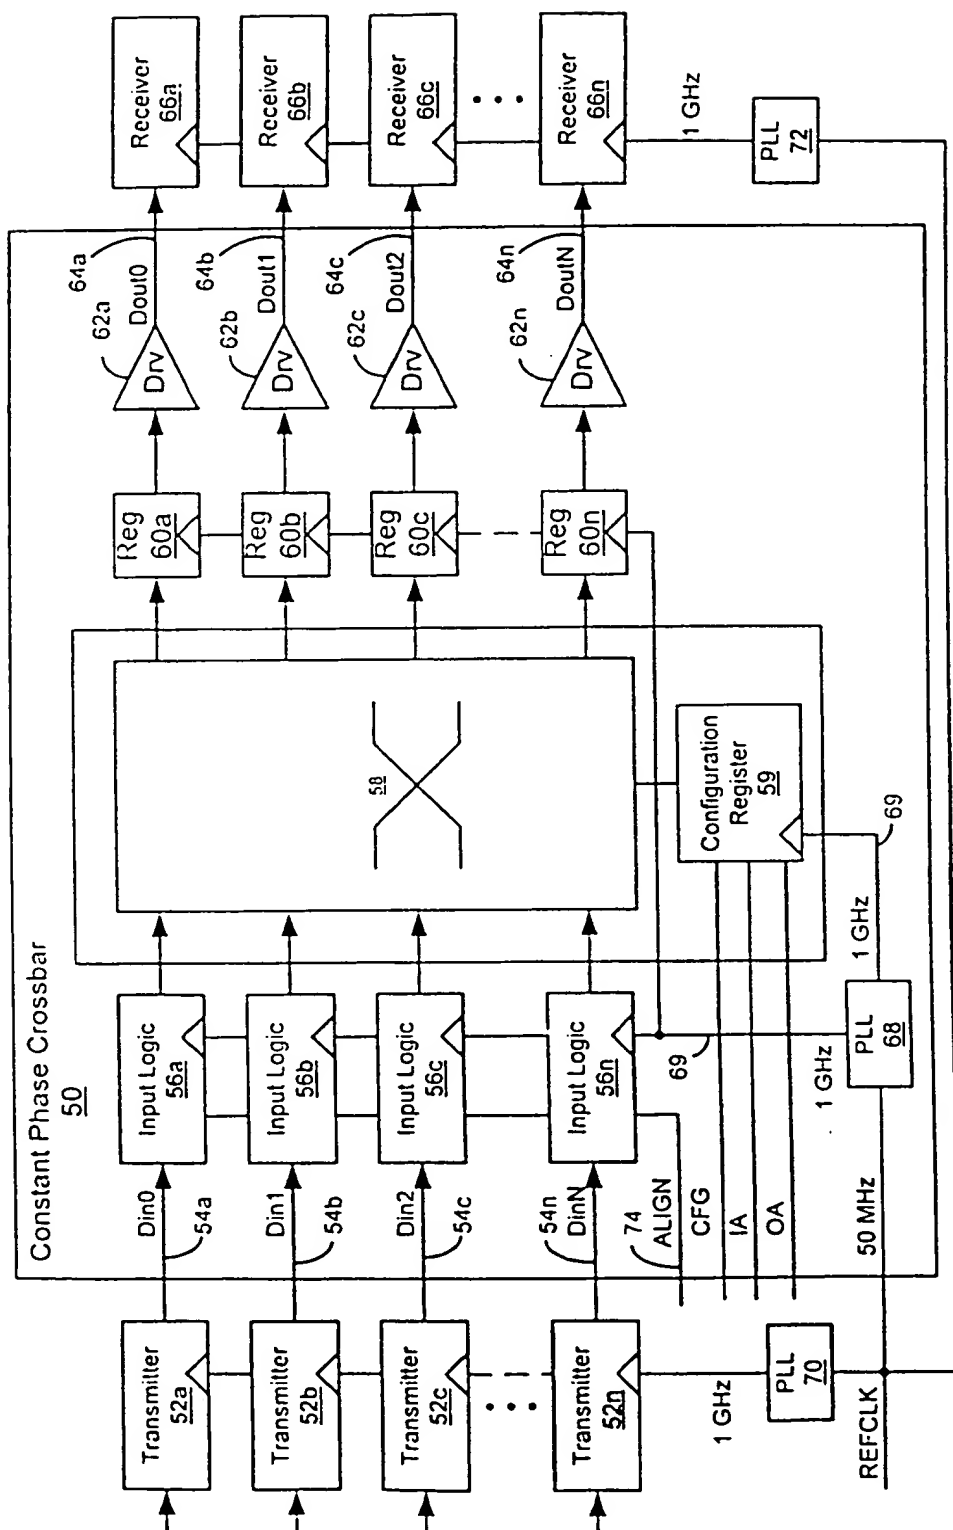 Constant Phase Crossbar
50
Transmitter
52a
Din0
54a
Input Logic
56a
Reg
60a
Drv
62a
Dout0
64a
Receiver
66a
Transmitter
52b
Din1
54b
Input Logic
56b
Reg
60b
Drv
62b
Dout1
64b
Receiver
66b
Transmitter
52c
Din2
54c
Input Logic
56c
58
Reg
60c
Drv
62c
Dout2
64c
Receiver
66c
Transmitter
52n
54n
DinN
Input Logic
56n
Reg
60n
Drv
62n
DoutN
64n
Receiver
66n
74
ALIGN
CFG
IA
OA
69
Configuration
Register
59
69
1 GHz
PLL
70
1 GHz
PLL
68
1 GHz
1 GHz
PLL
72
REFCLK
50 MHz